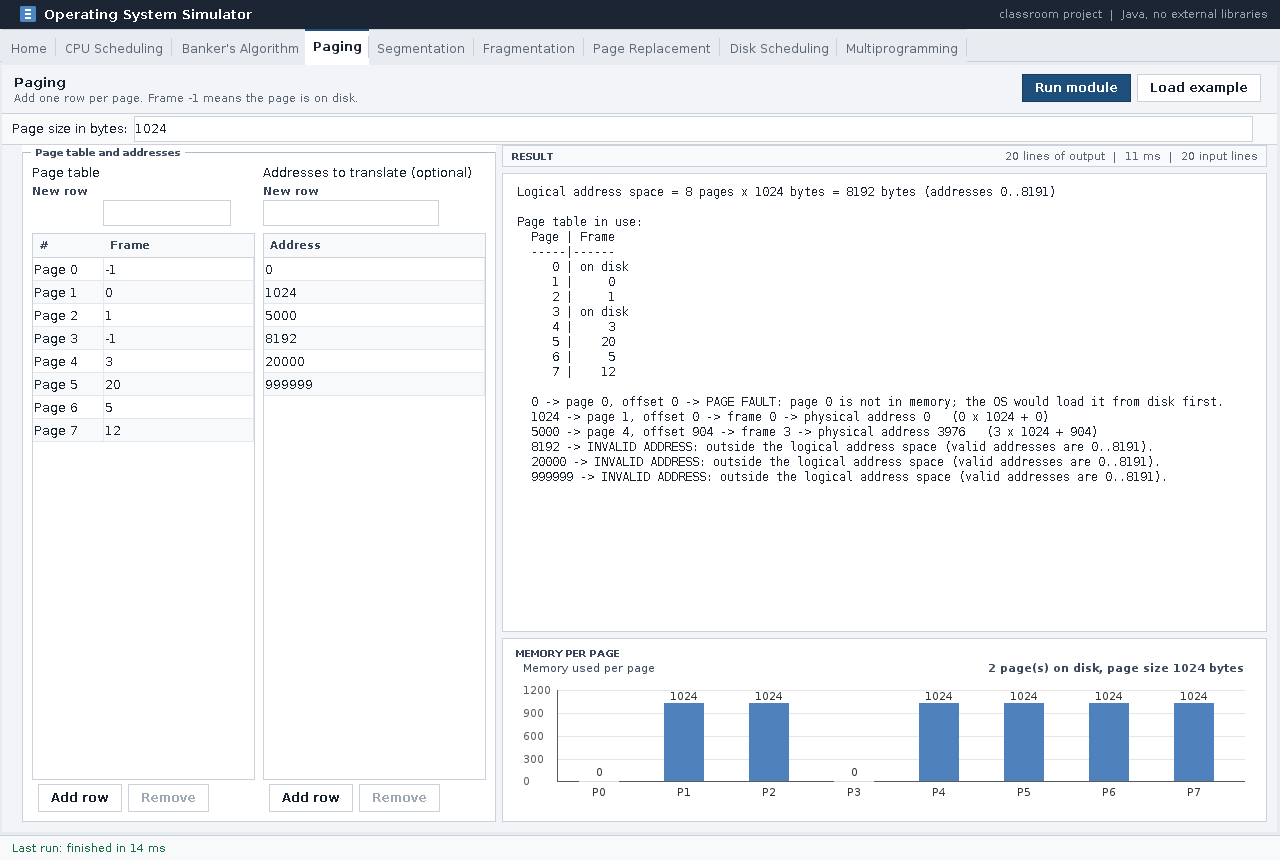 Operating System Simulator
classroom project | Java, no external libraries
Home CPU Scheduling Banker's Algorithm Paging Segmentation Fragmentation Page Replacement Disk Scheduling Multiprogramming
Paging
Add one row per page. Frame -1 means the page is on disk.
Run module Load example
Page size in bytes: 1024
Page table and addresses
Page table
New row
# Frame
Page 0 -1
Page 1 0
Page 2 1
Page 3 -1
Page 4 3
Page 5 20
Page 6 5
Page 7 12
Add row Remove
Addresses to translate (optional)
New row
Address
0
1024
5000
8192
20000
999999
Add row Remove
RESULT 20 lines of output | 11 ms | 20 input lines
Logical address space = 8 pages x 1024 bytes = 8192 bytes (addresses 0..8191)
Page table in use:
Page | Frame
-----|------
0 | on disk
1 | 0
2 | 1
3 | on disk
4 | 3
5 | 20
6 | 5
7 | 12
0 -> page 0, offset 0 -> PAGE FAULT: page 0 is not in memory; the OS would load it from disk first.
1024 -> page 1, offset 0 -> frame 0 -> physical address 0 (0 x 1024 + 0)
5000 -> page 4, offset 904 -> frame 3 -> physical address 3976 (3 x 1024 + 904)
8192 -> INVALID ADDRESS: outside the logical address space (valid addresses are 0..8191).
20000 -> INVALID ADDRESS: outside the logical address space (valid addresses are 0..8191).
999999 -> INVALID ADDRESS: outside the logical address space (valid addresses are 0..8191).
MEMORY PER PAGE
Memory used per page 2 page(s) on disk, page size 1024 bytes
1200
900
600
300
0
0 1024 1024 0 1024 1024 1024 1024
P0 P1 P2 P3 P4 P5 P6 P7
Last run: finished in 14 ms